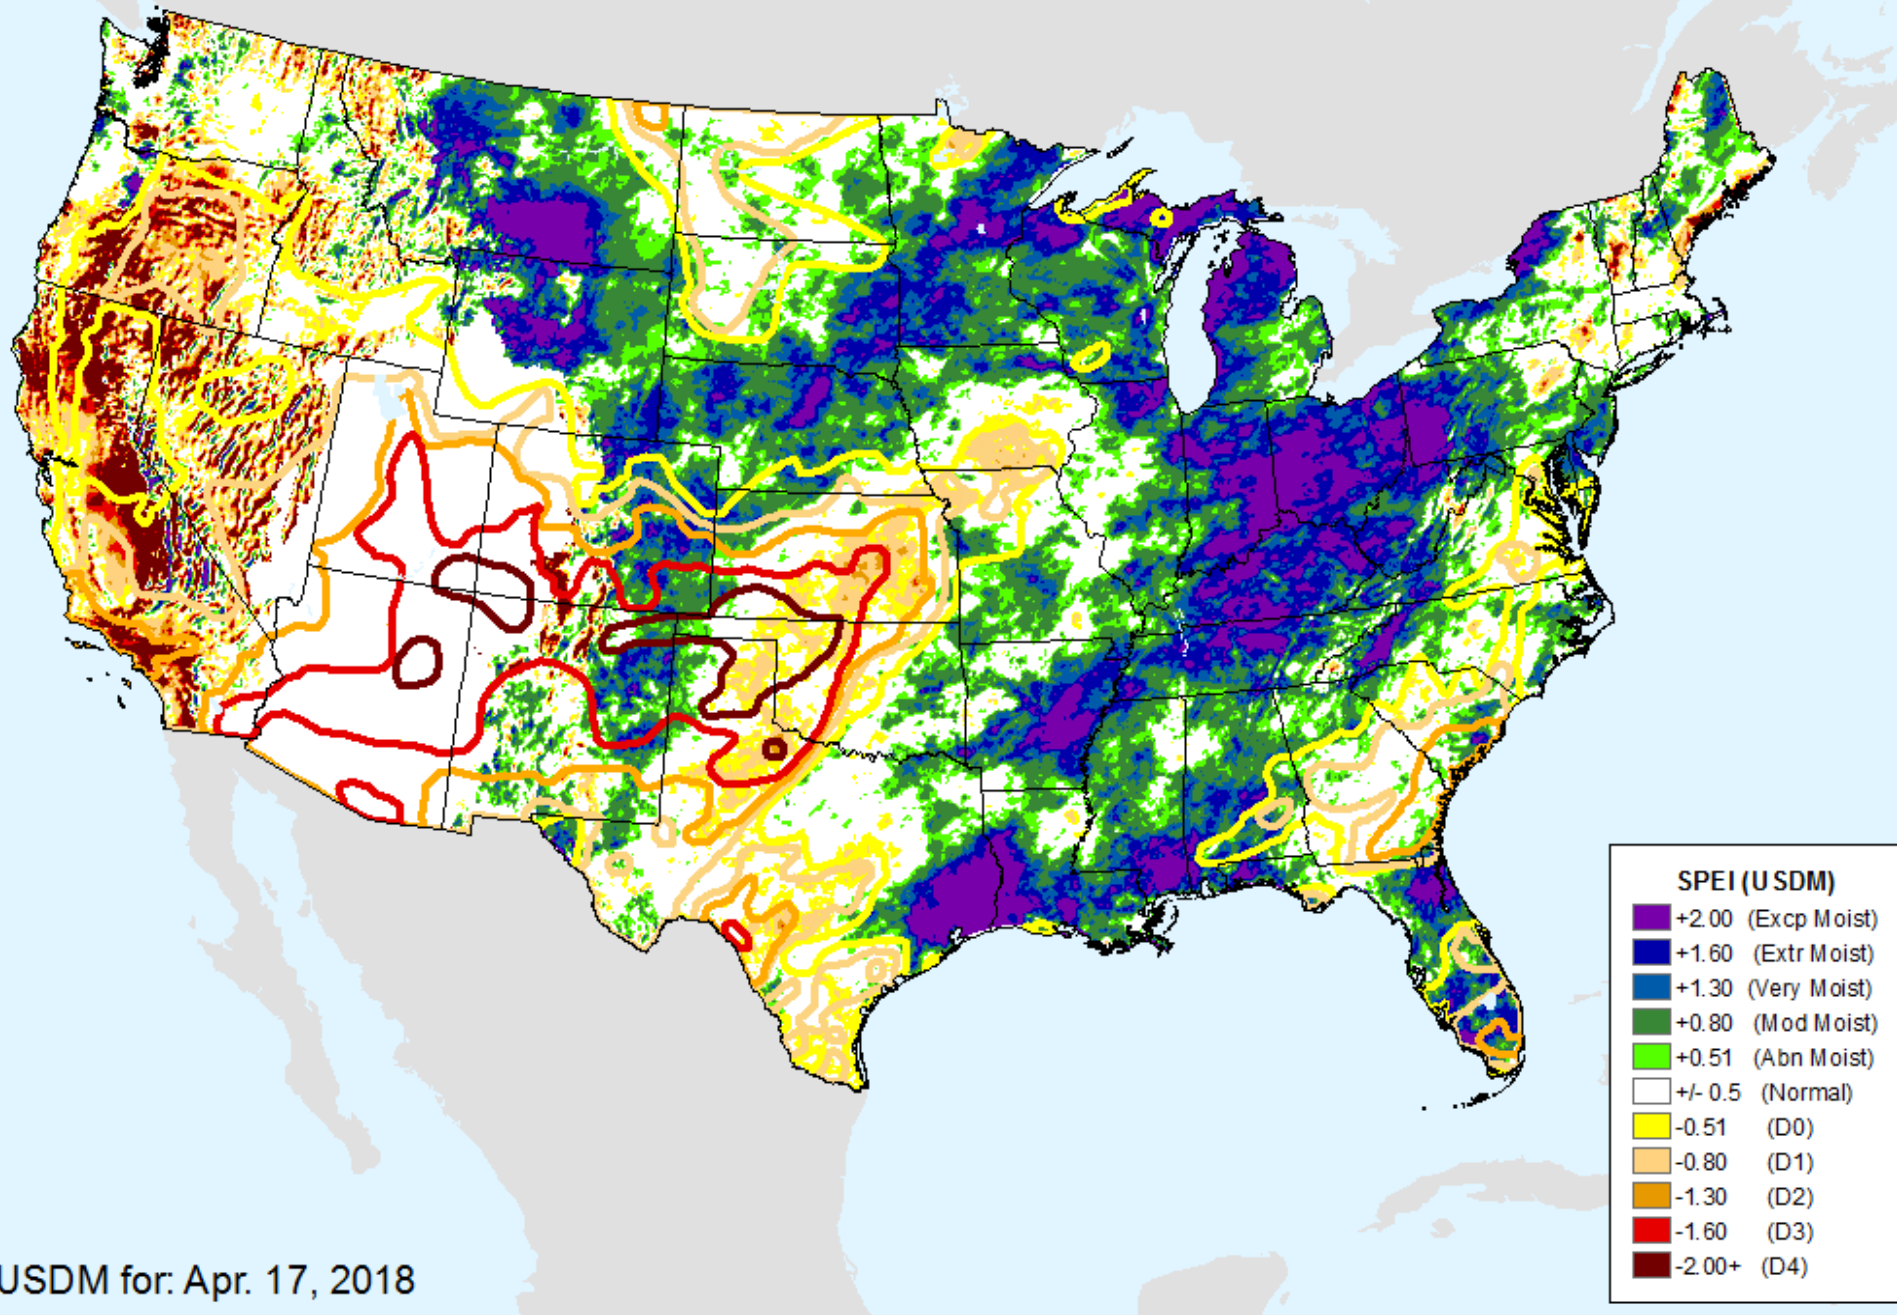 SPEI (USDM)
+2.00 (Excp Moist)
+1.60 (Extr Moist)
+1.30 (Very Moist)
+0.80 (Mod Moist)
+0.51 (Abn Moist)
+/- 0.5 (Normal)
-0.51 (D0)
-0.80 (D1)
-1.30 (D2)
-1.60 (D3)
-2.00+ (D4)
USDM for: Apr. 17, 2018